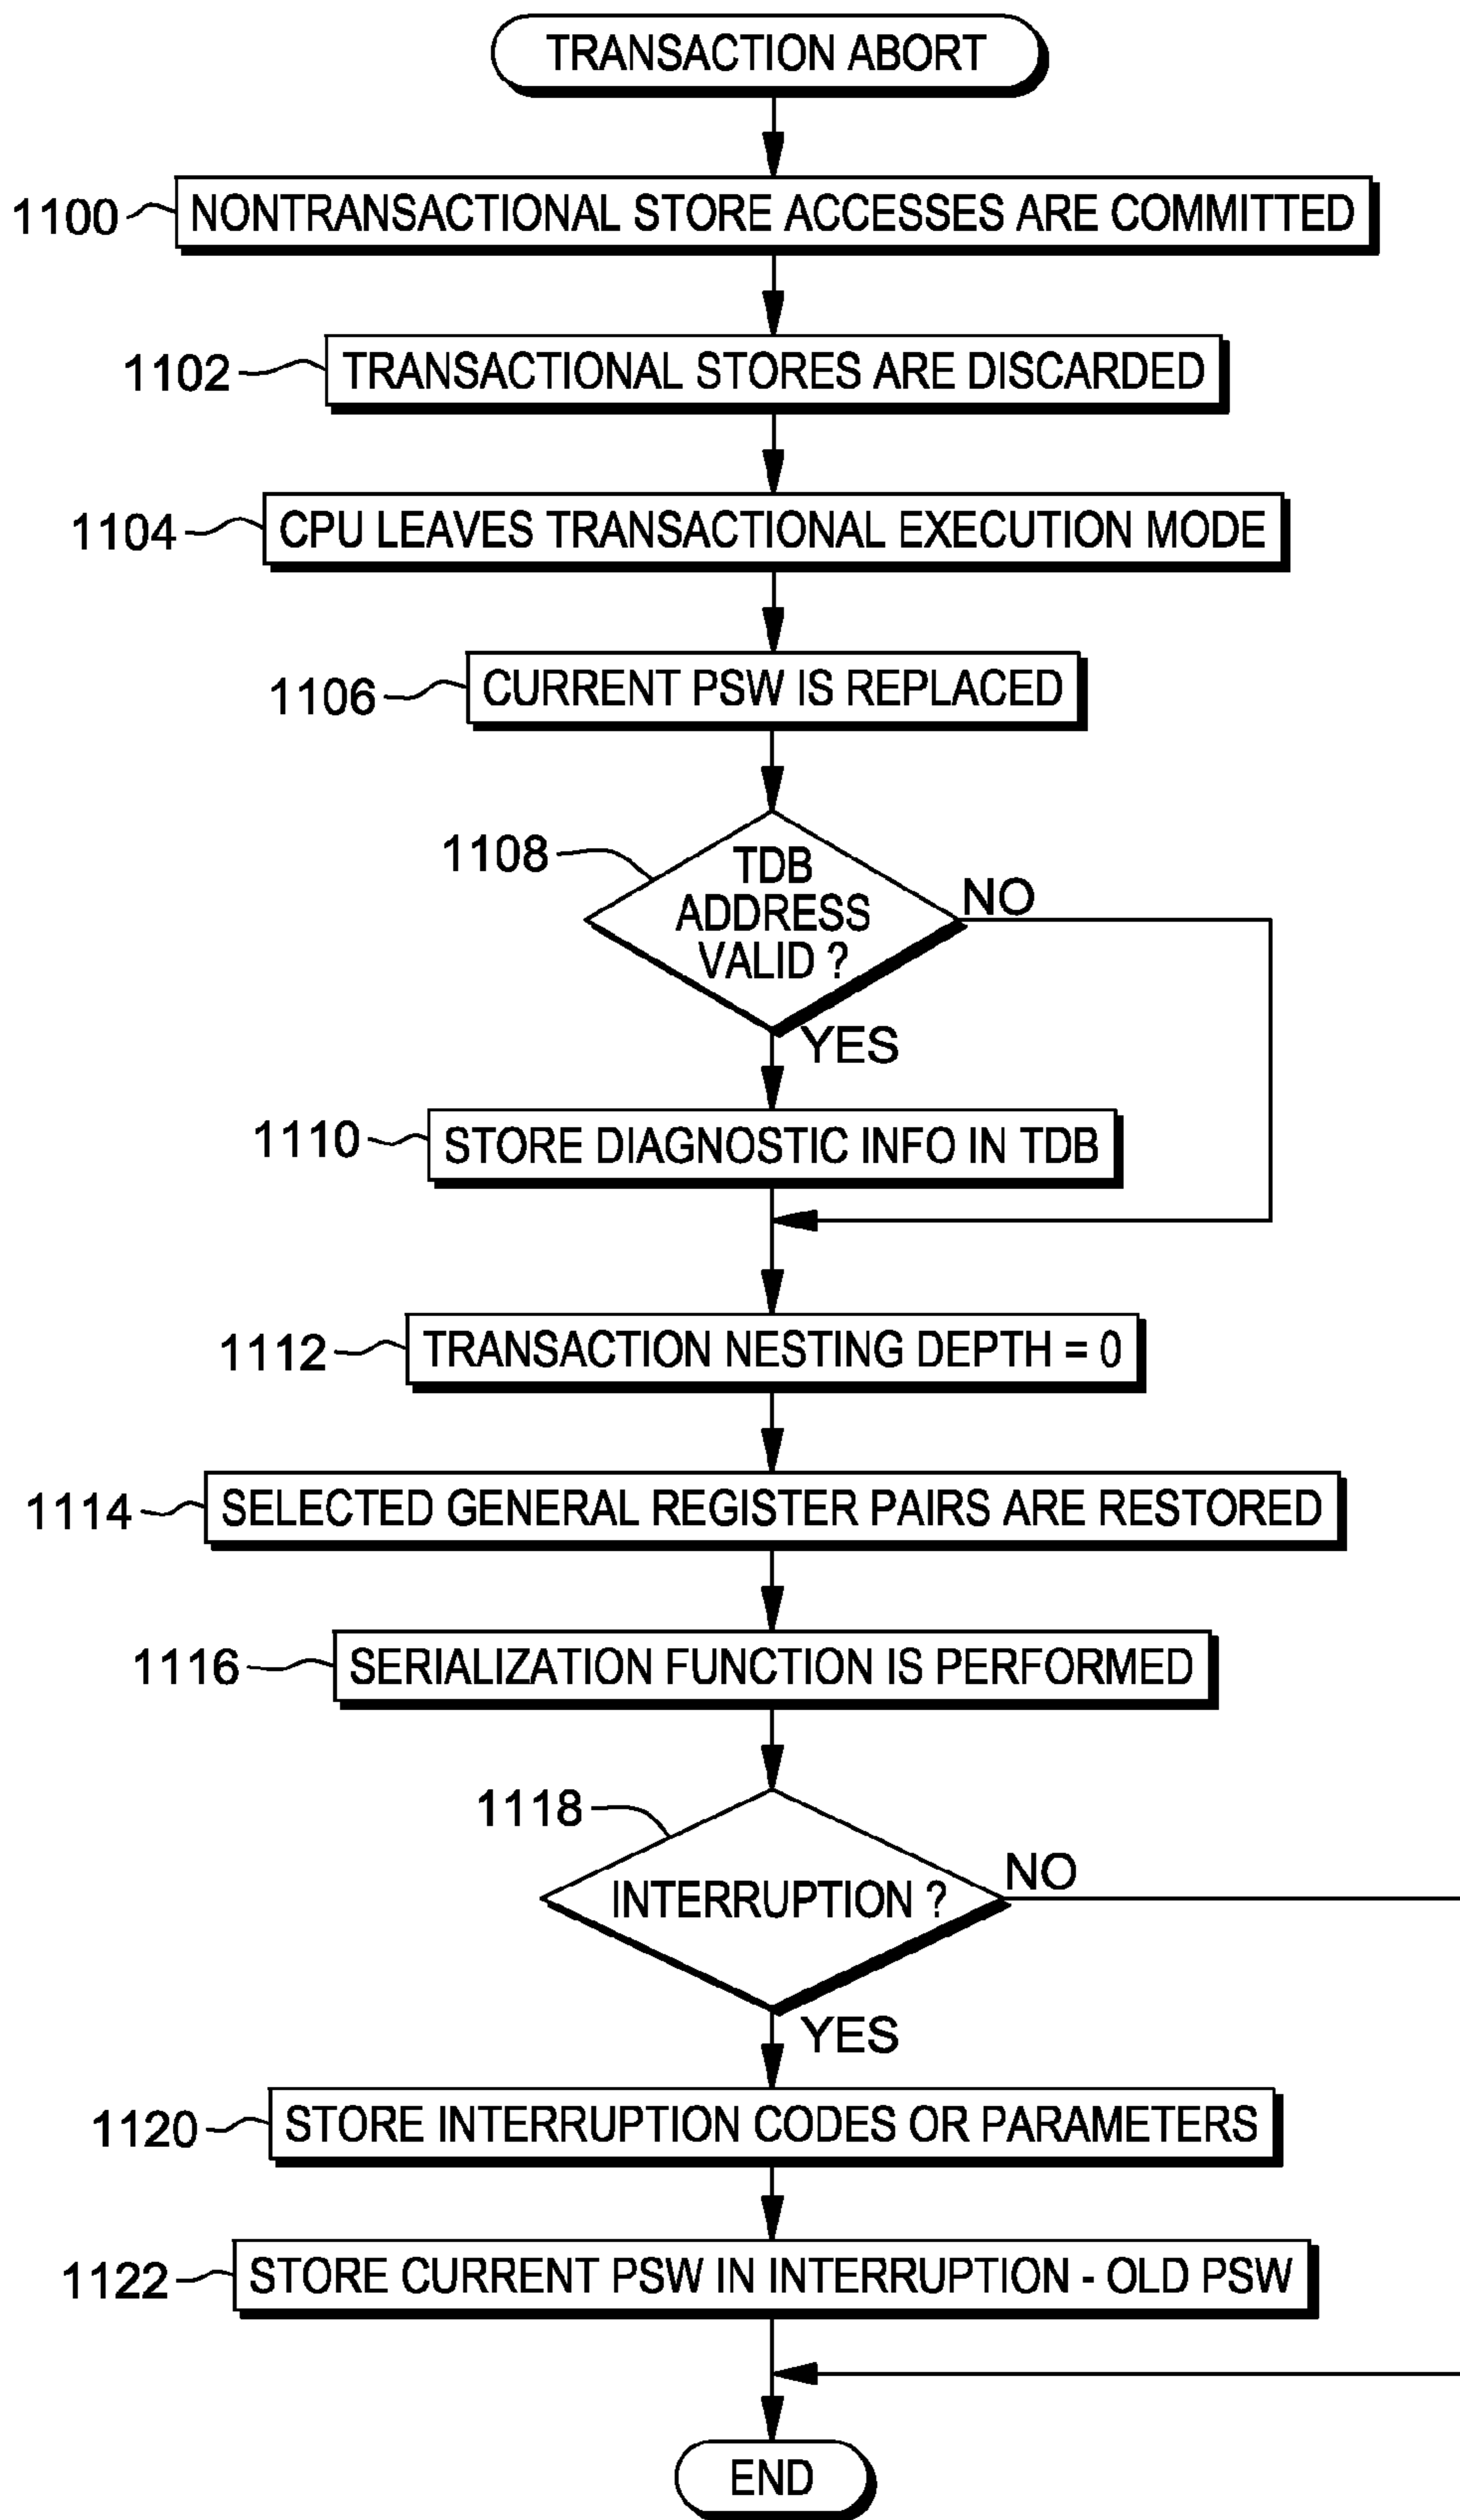 TRANSACTION ABORT
1100 NONTRANSACTIONAL STORE ACCESSES ARE COMMITTED
1102 TRANSACTIONAL STORES ARE DISCARDED
1104 CPU LEAVES TRANSACTIONAL EXECUTION MODE
1106 CURRENT PSW IS REPLACED
1108 TDB
ADDRESS
VALID ?
NO
YES
1110 STORE DIAGNOSTIC INFO IN TDB
1112 TRANSACTION NESTING DEPTH = 0
1114 SELECTED GENERAL REGISTER PAIRS ARE RESTORED
1116 SERIALIZATION FUNCTION IS PERFORMED
1118
INTERRUPTION ?
NO
YES
1120 STORE INTERRUPTION CODES OR PARAMETERS
1122 STORE CURRENT PSW IN INTERRUPTION - OLD PSW
END